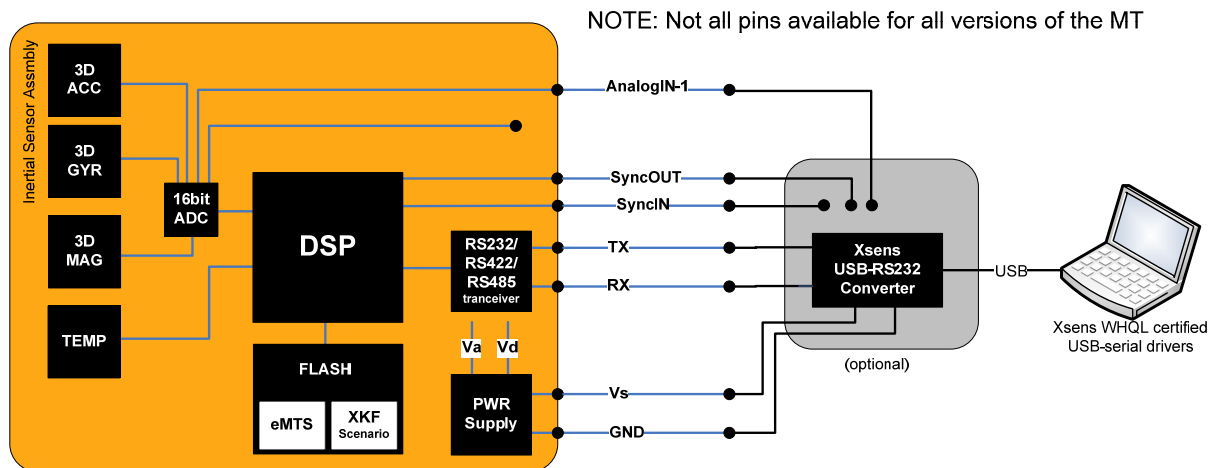 NOTE: Not all pins available for all versions of the MT
Inertial Sensor Assmbly
3D
ACC
3D
GYR
3D
MAG
TEMP
16bit
ADC
DSP
FLASH
eMTS
XKF
Scenario
RS232/
RS422/
RS485
tranceiver
Va
Vd
PWR
Supply
AnalogIN-1
SyncOUT
SyncIN
TX
RX
Vs
GND
Xsens
USB-RS232
Converter
(optional)
USB
Xsens WHQL certified
USB-serial drivers